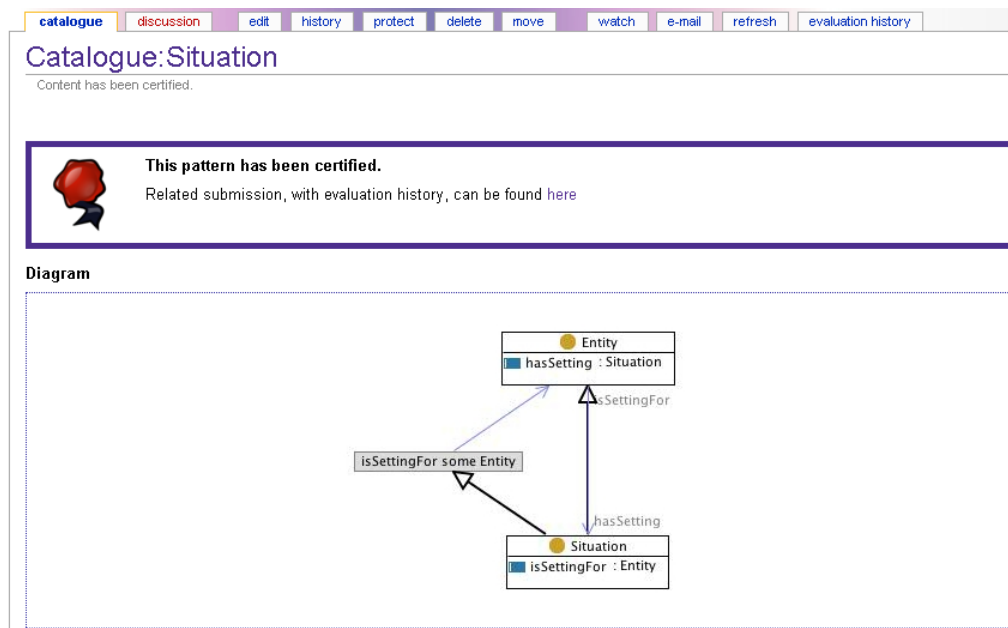 catalogue discussion edit history protect delete move watch e-mail refresh evaluation history
Catalogue:Situation
Content has been certified.
This pattern has been certified.
Related submission, with evaluation history, can be found here
Diagram
Entity
hasSetting : Situation
isSettingFor
isSettingFor some Entity
hasSetting
Situation
isSettingFor : Entity